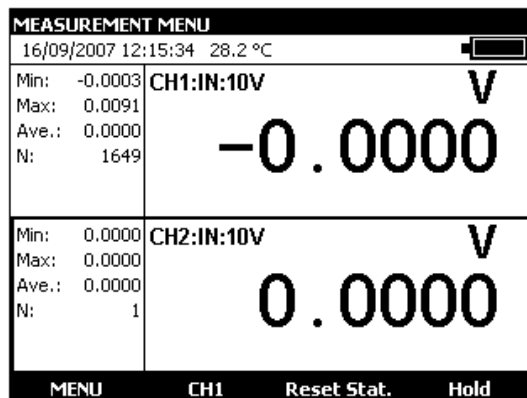 MEASUREMENT MENU
16/09/2007 12:15:34 28.2 °C
Min: -0.0003
Max: 0.0091
Ave.: 0.0000
N: 1649
CH1:IN:10V
V
-0.0000
Min: 0.0000
Max: 0.0000
Ave.: 0.0000
N: 1
CH2:IN:10V
V
0.0000
MENU CH1 Reset Stat. Hold